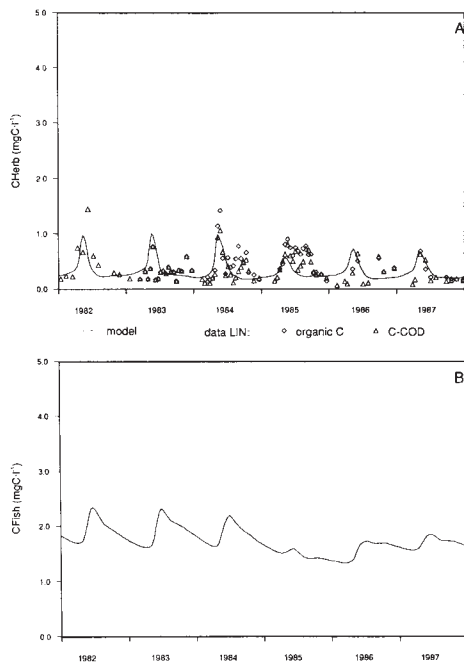 A
5.0
4.0
3.0
2.0
1.0
0.0
CHerb (mgC·l⁻¹)
1982 1983 1984 1985 1986 1987
model data LIN: ◇ organic C △ C-COD
B
5.0
4.0
3.0
2.0
1.0
0.0
CFish (mgC·l⁻¹)
1982 1983 1984 1985 1986 1987